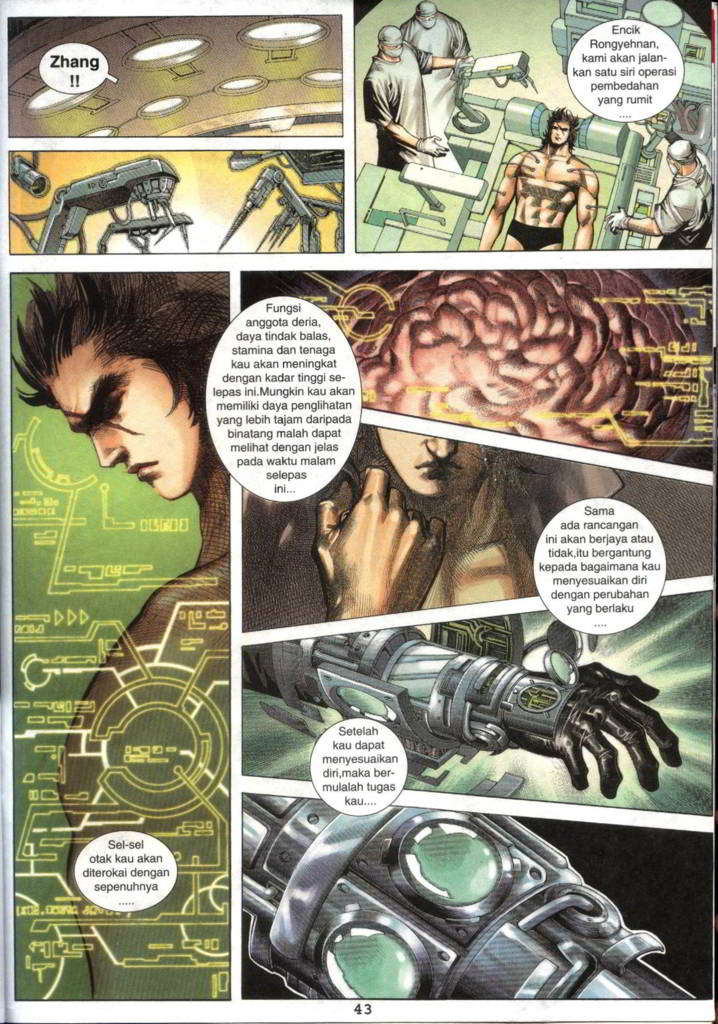 Zhang
!!
Encik
Rongyehnan,
kami akan jalan-
kan satu siri operasi
pembedahan
yang rumit
....
Fungsi
anggota deria,
daya tindak balas,
stamina dan tenaga
kau akan meningkat
dengan kadar tinggi se-
lepas ini.Mungkin kau akan
memiliki daya penglihatan
yang lebih tajam daripada
binatang malah dapat
melihat dengan jelas
pada waktu malam
selepas
ini...
Sel-sel
otak kau akan
diterokai dengan
sepenuhnya
.....
Sama
ada rancangan
ini akan berjaya atau
tidak,itu bergantung
kepada bagaimana kau
menyesuaikan diri
dengan perubahan
yang berlaku
....
Setelah
kau dapat
menyesuaikan
diri,maka ber-
mulalah tugas
kau....
43